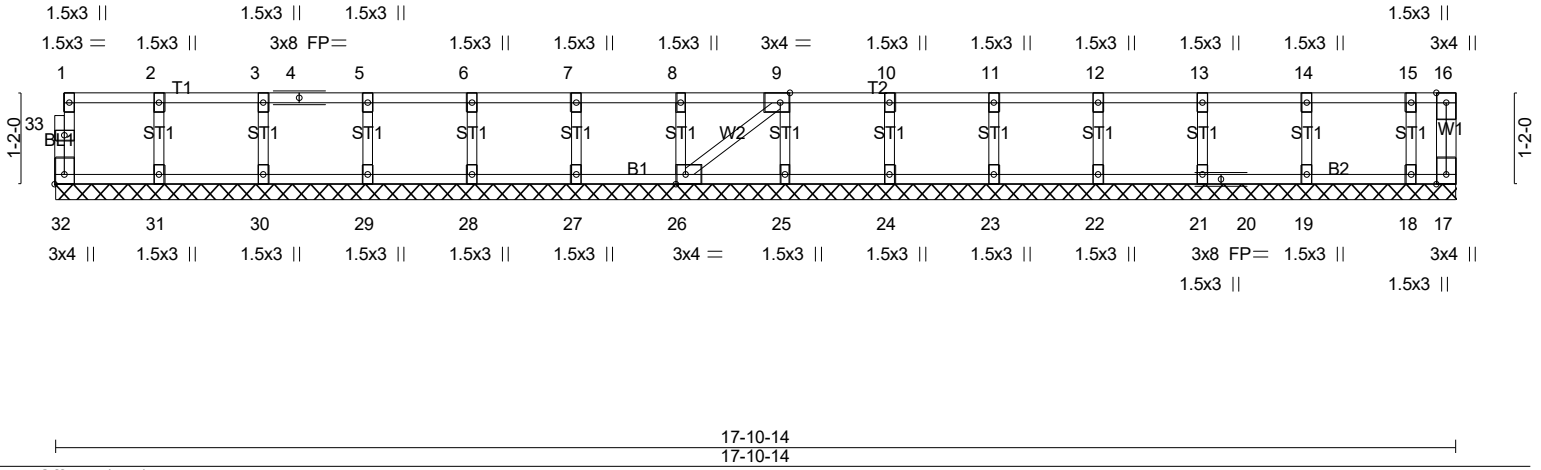 1.5x3 || 1.5x3 || 1.5x3 || 1.5x3 ||
1.5x3 = 1.5x3 || 3x8 FP= 1.5x3 || 1.5x3 || 1.5x3 || 3x4 = 1.5x3 || 1.5x3 || 1.5x3 || 1.5x3 || 1.5x3 || 3x4 ||
1 2 3 4 5 6 7 8 9 10 11 12 13 14 15 16
T1 T2
33
1-2-0 BL1 ST1 ST1 ST1 ST1 ST1 ST1 W2 ST1 ST1 ST1 ST1 ST1 ST1 ST1 W1 1-2-0
B1 B2
32 31 30 29 28 27 26 25 24 23 22 21 20 19 18 17
3x4 || 1.5x3 || 1.5x3 || 1.5x3 || 1.5x3 || 1.5x3 || 3x4 = 1.5x3 || 1.5x3 || 1.5x3 || 1.5x3 || 3x8 FP= 1.5x3 || 3x4 ||
1.5x3 || 1.5x3 ||
17-10-14
17-10-14